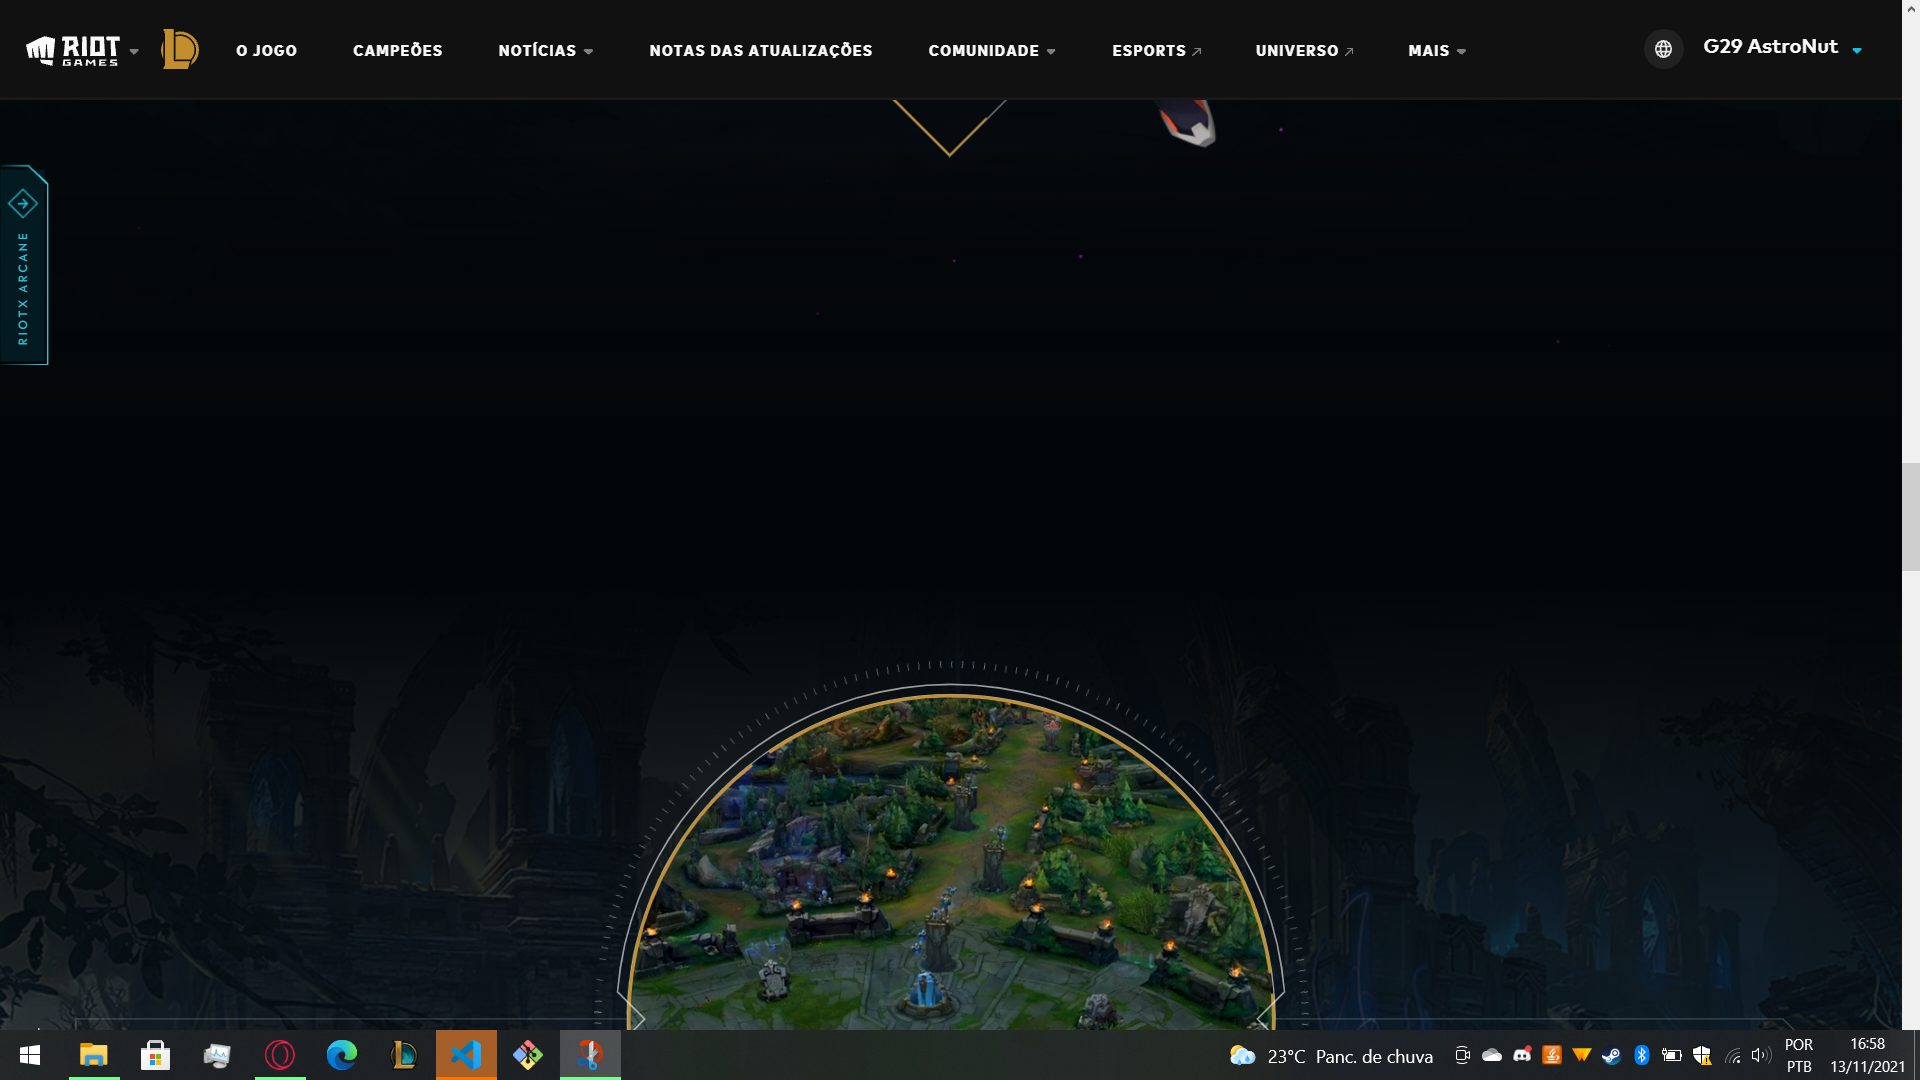 RIOT GAMES
O JOGO
CAMPEÕES
NOTÍCIAS
NOTAS DAS ATUALIZAÇÕES
COMUNIDADE
ESPORTS
UNIVERSO
MAIS
G29 AstroNut
RIOTX ARCANE
23°C Panc. de chuva
POR
PTB
16:58
13/11/2021